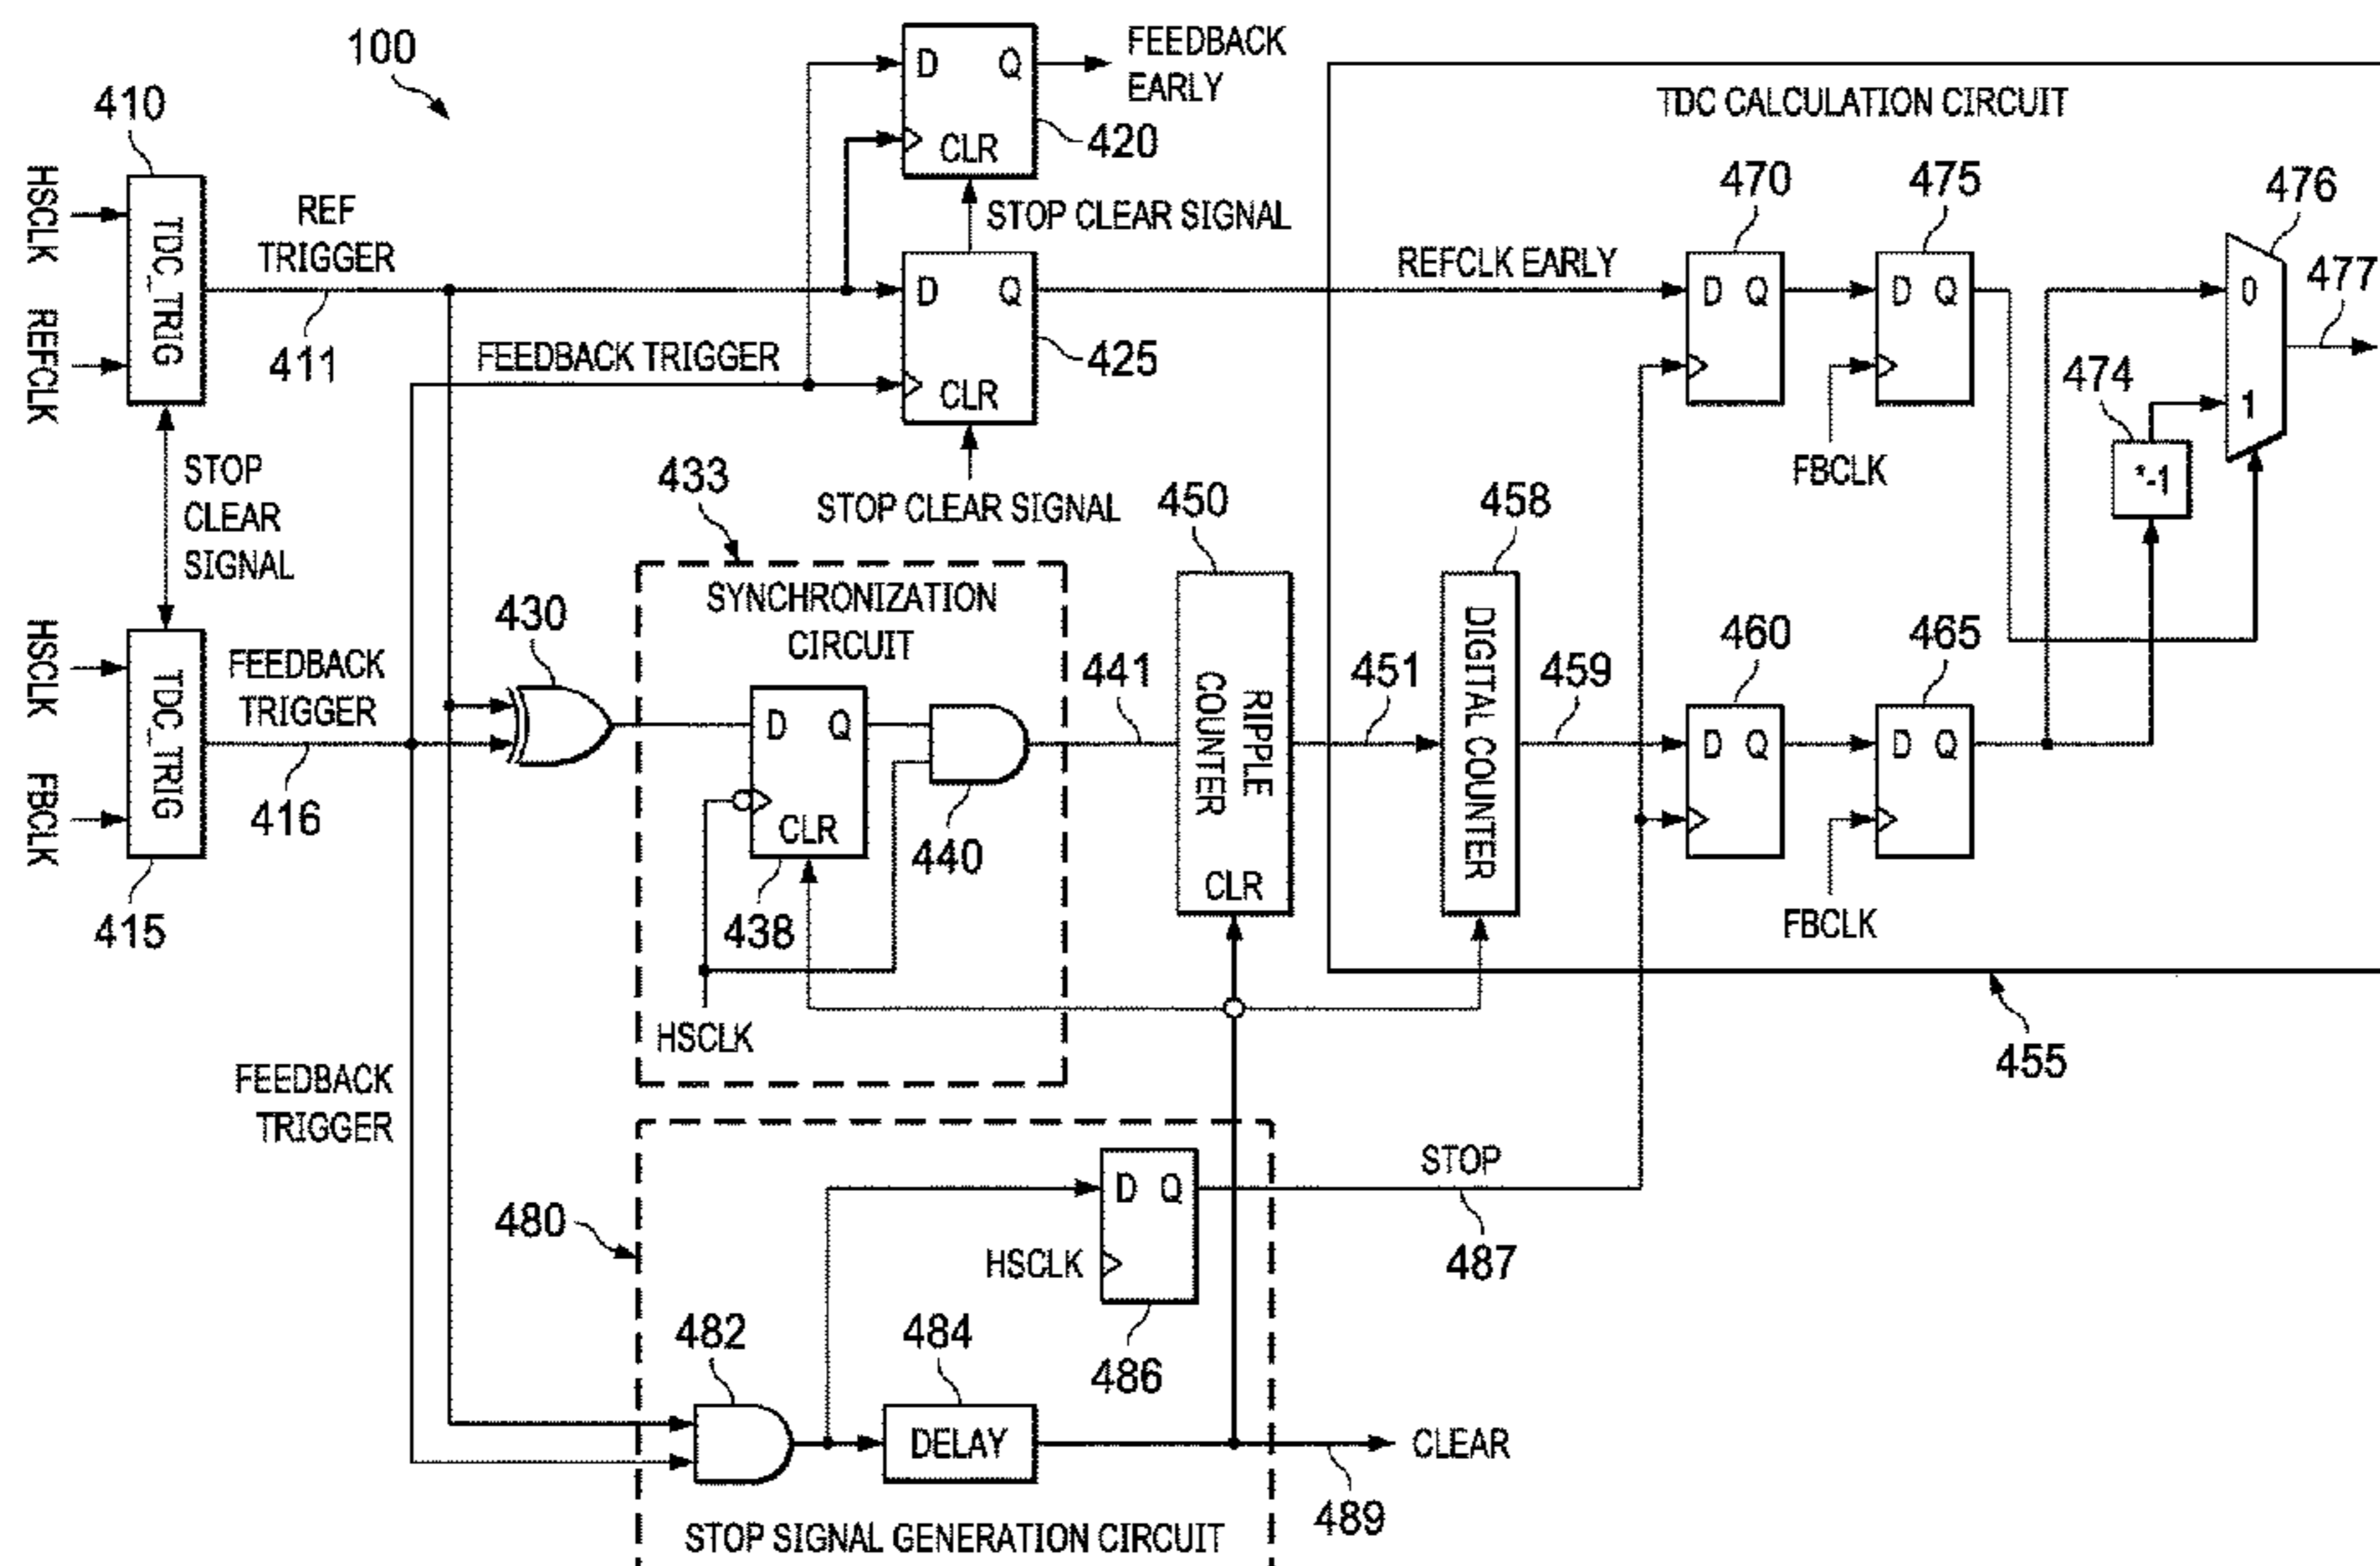 100
FEEDBACK
EARLY
D Q
CLR
420
TDC CALCULATION CIRCUIT
410
HSCLK
REFCLK
TDC_TRIG
REF
TRIGGER
411
STOP CLEAR SIGNAL
D Q
CLR
425
REFCLK EARLY
470
475
476
D Q
D Q
0
1
477
FEEDBACK TRIGGER
474
*-1
FBCLK
STOP
CLEAR
SIGNAL
STOP CLEAR SIGNAL
433
SYNCHRONIZATION
CIRCUIT
450
458
HSCLK
FBCLK
TDC_TRIG
415
FEEDBACK
TRIGGER
416
430
D Q
CLR
438
440
HSCLK
441
RIPPLE
COUNTER
CLR
451
DIGITAL COUNTER
459
460
465
D Q
D Q
FBCLK
455
FEEDBACK
TRIGGER
480
D Q
HSCLK
486
STOP
487
482
484
DELAY
CLEAR
489
STOP SIGNAL GENERATION CIRCUIT